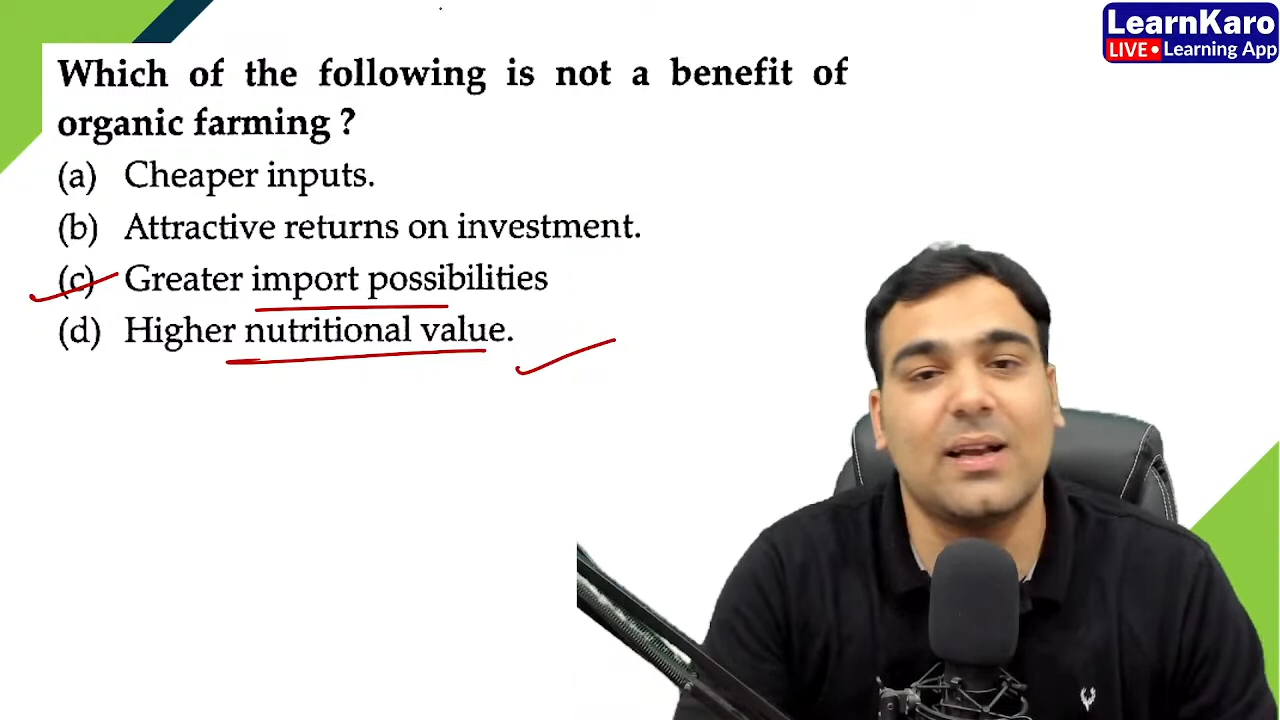 LearnKaro
LIVE • Learning App
Which of the following is not a benefit of
organic farming ?
(a) Cheaper inputs.
(b) Attractive returns on investment.
(c) Greater import possibilities
(d) Higher nutritional value.